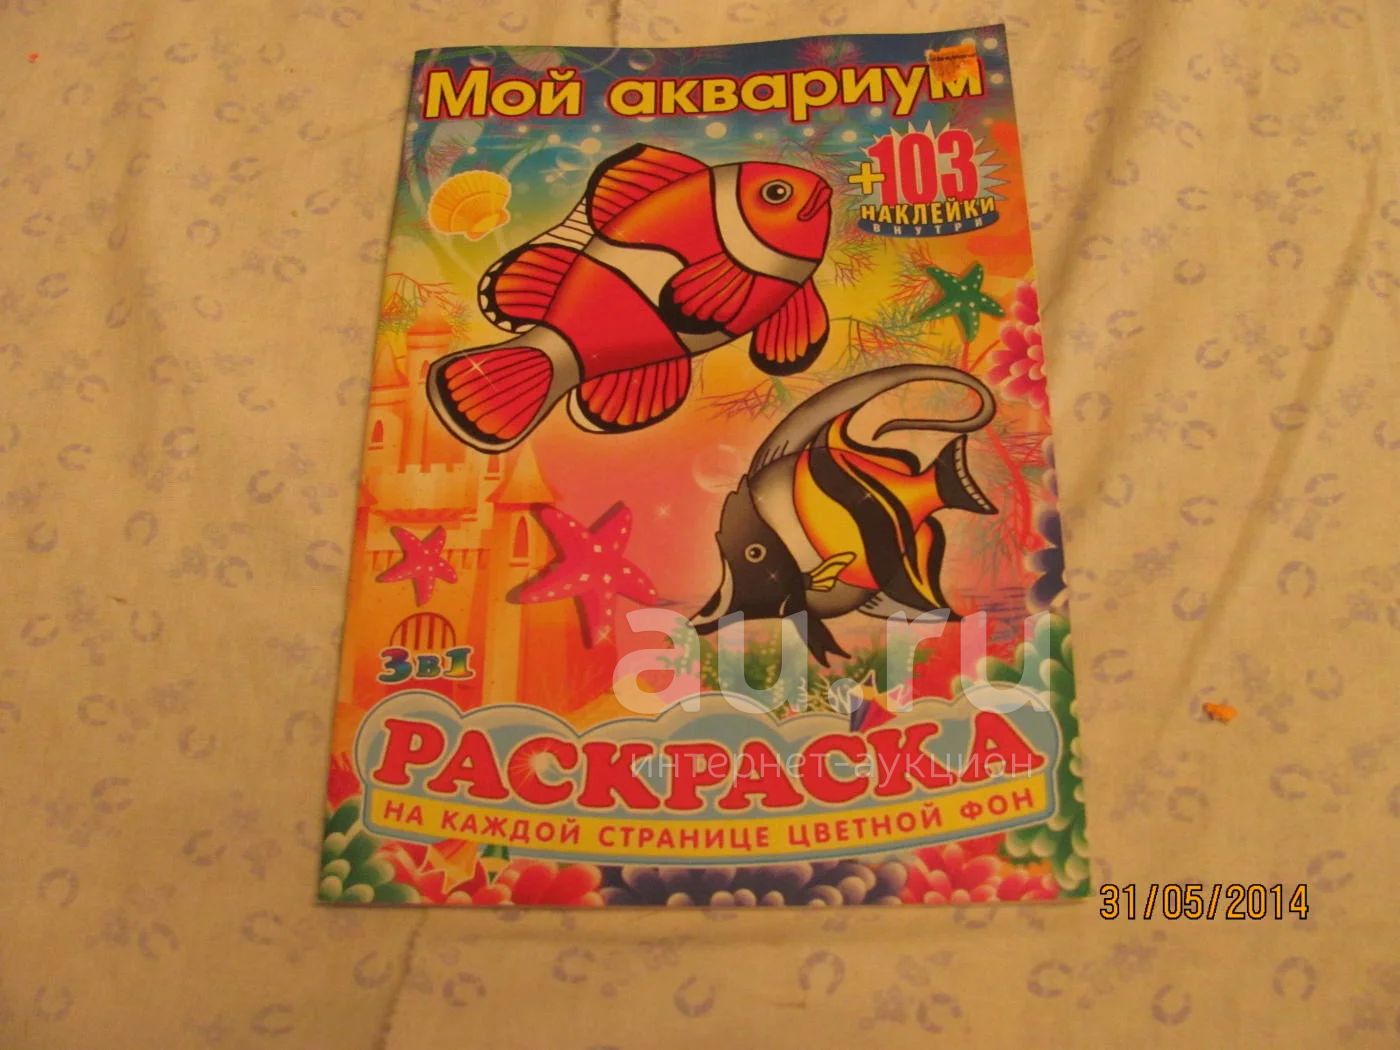 Мой аквариум
+103
НАКЛЕЙКИ
ВНУТРИ
3в1
РАСКРАСКА
НА КАЖДОЙ СТРАНИЦЕ ЦВЕТНОЙ ФОН
au.ru
интернет-аукцион
31/05/2014